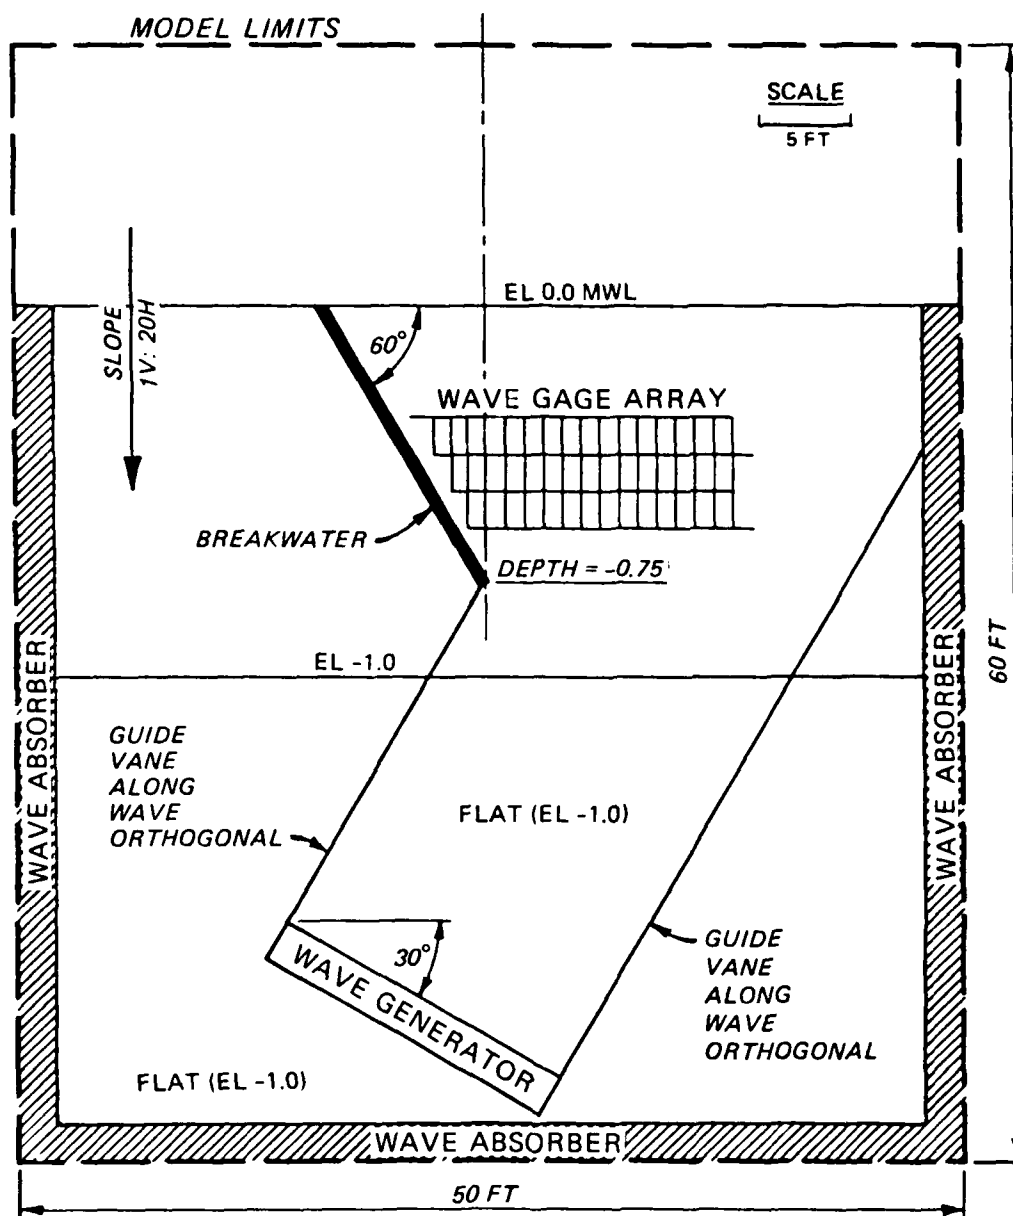 MODEL LIMITS
SCALE
5 FT
SLOPE
1V: 20H
EL 0.0 MWL
60°
WAVE GAGE ARRAY
BREAKWATER
DEPTH = -0.75
EL -1.0
60 FT
WAVE ABSORBER
WAVE ABSORBER
GUIDE
VANE
ALONG
WAVE
ORTHOGONAL
FLAT (EL -1.0)
30°
WAVE GENERATOR
GUIDE
VANE
ALONG
WAVE
ORTHOGONAL
FLAT (EL -1.0)
WAVE ABSORBER
50 FT